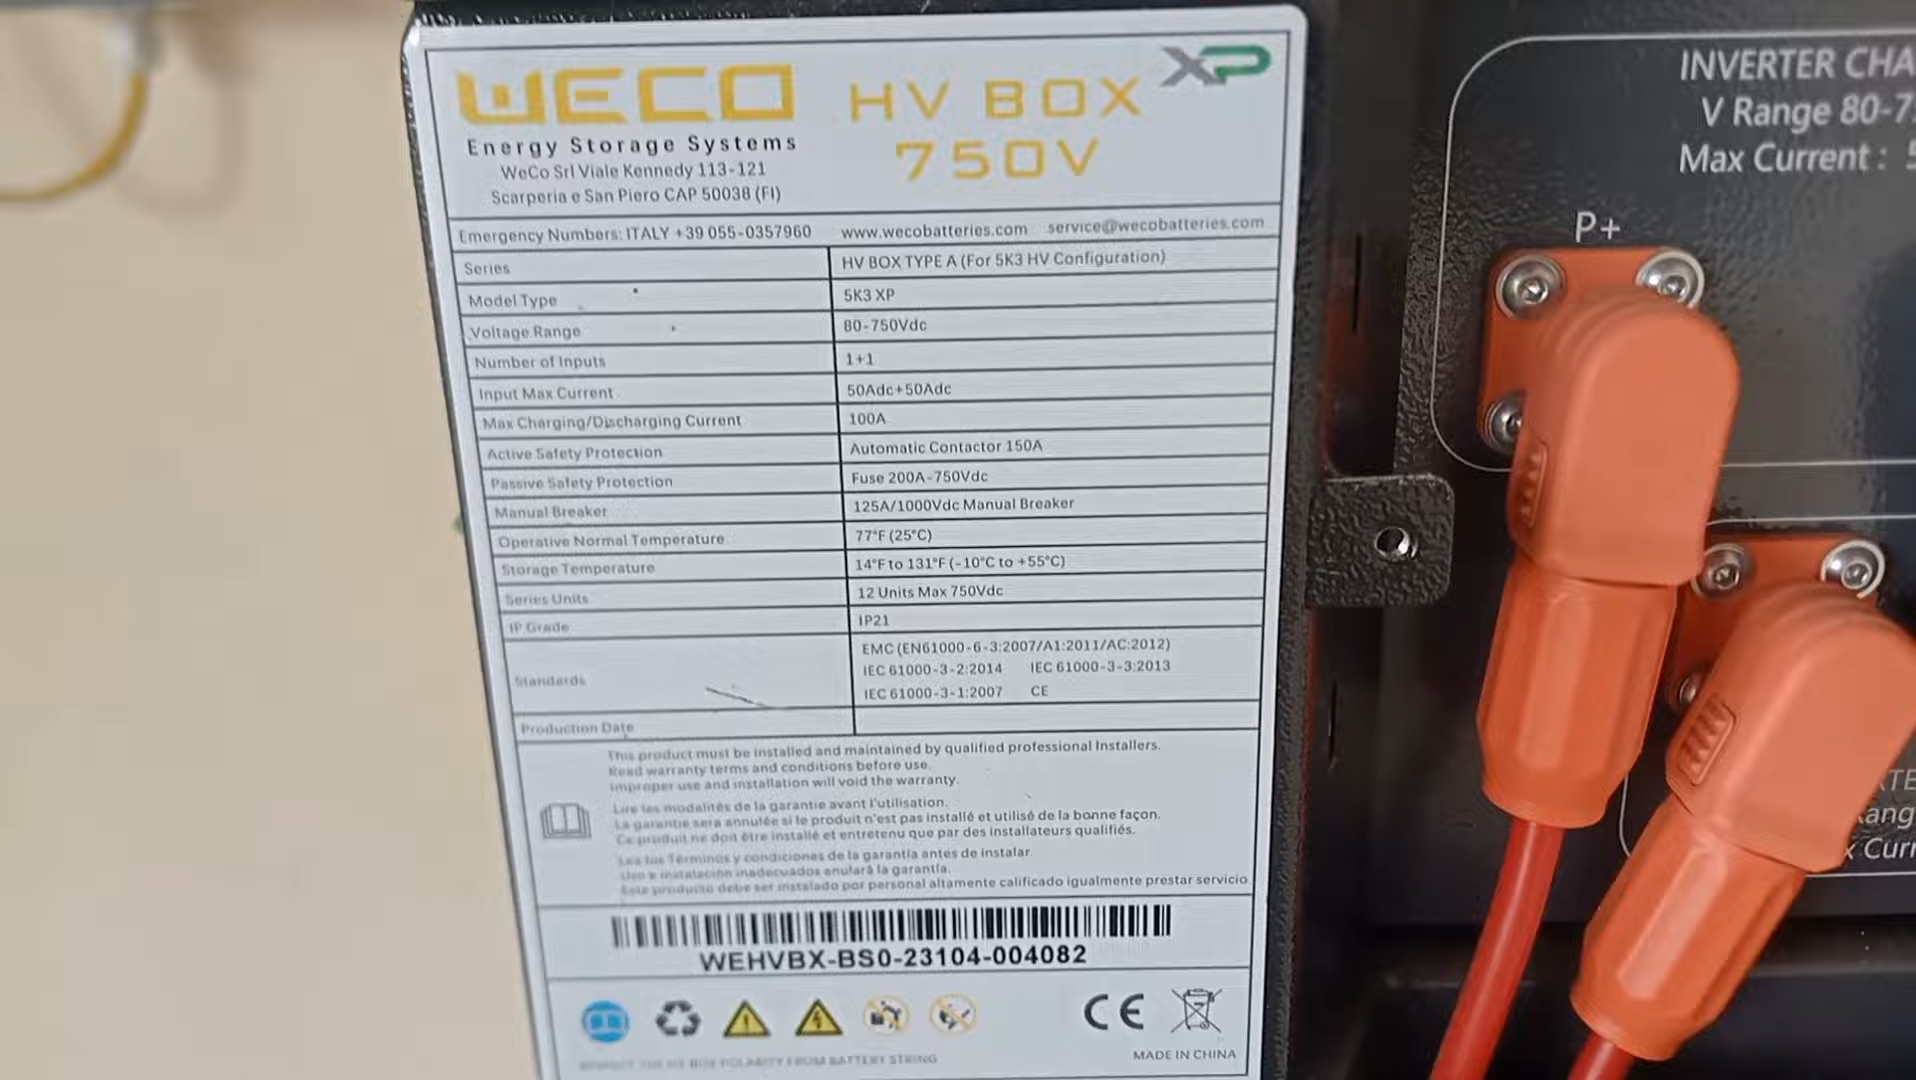 WECO
Energy Storage Systems
WeCo Srl Viale Kennedy 113-121
Scarperia e San Piero CAP 50038 (FI)
HV BOX XP
750V
Emergency Numbers: ITALY +39 055-0357960 www.wecobatteries.com service@wecobatteries.com
Series HV BOX TYPE A (For 5K3 HV Configuration)
Model Type 5K3 XP
Voltage Range 80-750Vdc
Number of Inputs 1+1
Input Max Current 50Adc+50Adc
Max Charging/Discharging Current 100A
Active Safety Protection Automatic Contactor 150A
Passive Safety Protection Fuse 200A-750Vdc
Manual Breaker 125A/1000Vdc Manual Breaker
Operative Normal Temperature 77°F (25°C)
Storage Temperature 14°F to 131°F (-10°C to +55°C)
Series Units 12 Units Max 750Vdc
IP Grade IP21
Standards EMC (EN61000-6-3:2007/A1:2011/AC:2012)
IEC 61000-3-2:2014 IEC 61000-3-3:2013
IEC 61000-3-1:2007 CE
Production Date
This product must be installed and maintained by qualified professional Installers.
Read warranty terms and conditions before use.
improper use and installation will void the warranty.
Lire les modalités de la garantie avant l'utilisation.
La garantie sera annulée si le produit n'est pas installé et utilisé de la bonne façon.
Ce produit ne doit être installé et entretenu que par des installateurs qualifiés.
Lea los Términos y condiciones de la garantía antes de instalar.
Uso e instalación inadecuados anulará la garantía.
Este producto debe ser instalado por personal altamente calificado igualmente prestar servicio
WEHVBX-BS0-23104-004082
CE
POLARITY FROM BATTERY STRING
MADE IN CHINA
INVERTER CHA
V Range 80-7
Max Current :
P+